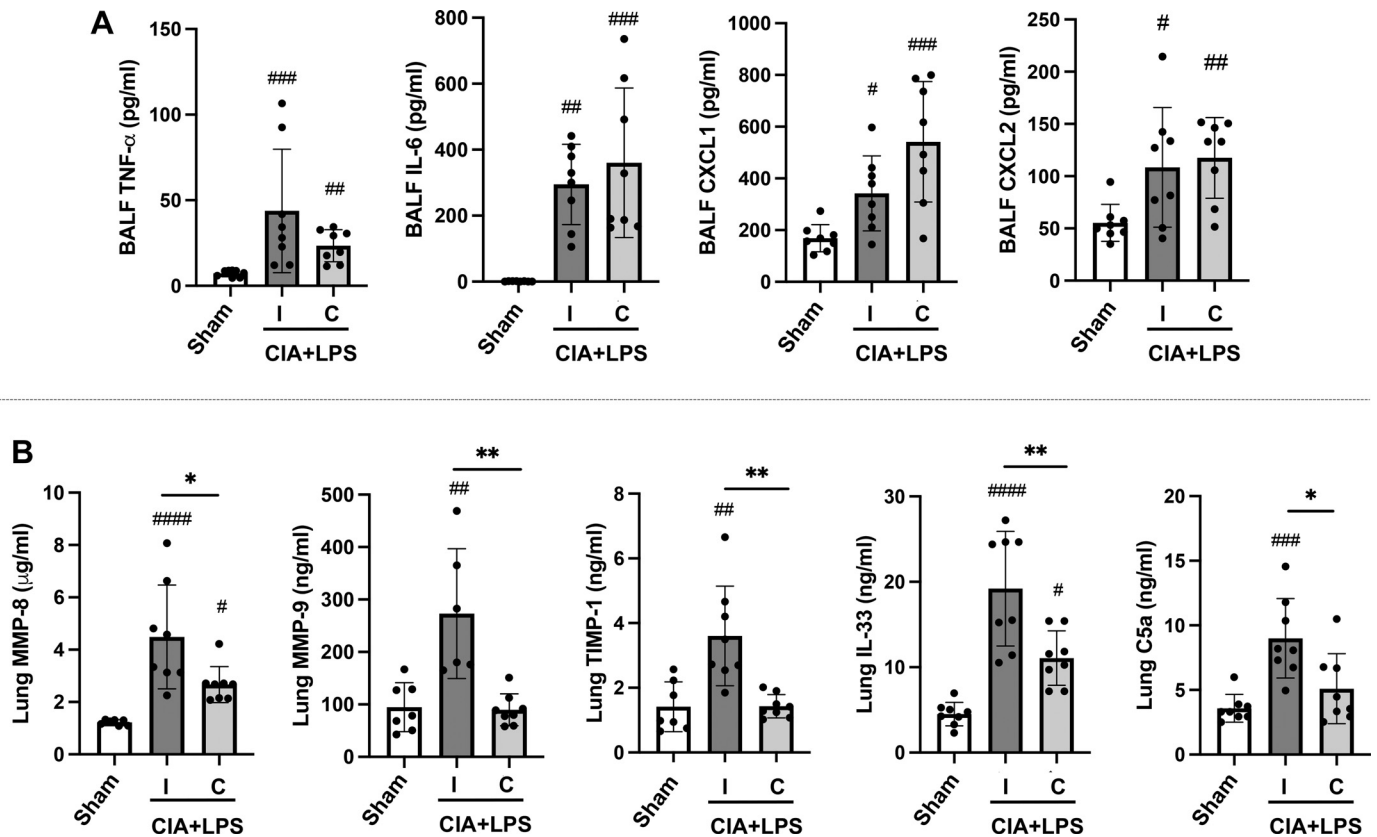 A
BALF TNF-α (pg/ml)
150
100
50
0
###
##
Sham
I
C
CIA+LPS
BALF IL-6 (pg/ml)
800
600
400
200
0
##
###
Sham
I
C
CIA+LPS
BALF CXCL1 (pg/ml)
1000
800
600
400
200
0
#
###
Sham
I
C
CIA+LPS
BALF CXCL2 (pg/ml)
250
200
150
100
50
0
#
##
Sham
I
C
CIA+LPS
B
Lung MMP-8 (μg/ml)
10
8
6
4
2
0
*
####
#
Sham
I
C
CIA+LPS
Lung MMP-9 (ng/ml)
500
400
300
200
100
0
**
##
Sham
I
C
CIA+LPS
Lung TIMP-1 (ng/ml)
8
6
4
2
0
**
##
Sham
I
C
CIA+LPS
Lung IL-33 (ng/ml)
30
20
10
0
**
####
#
Sham
I
C
CIA+LPS
Lung C5a (ng/ml)
20
15
10
5
0
*
###
Sham
I
C
CIA+LPS